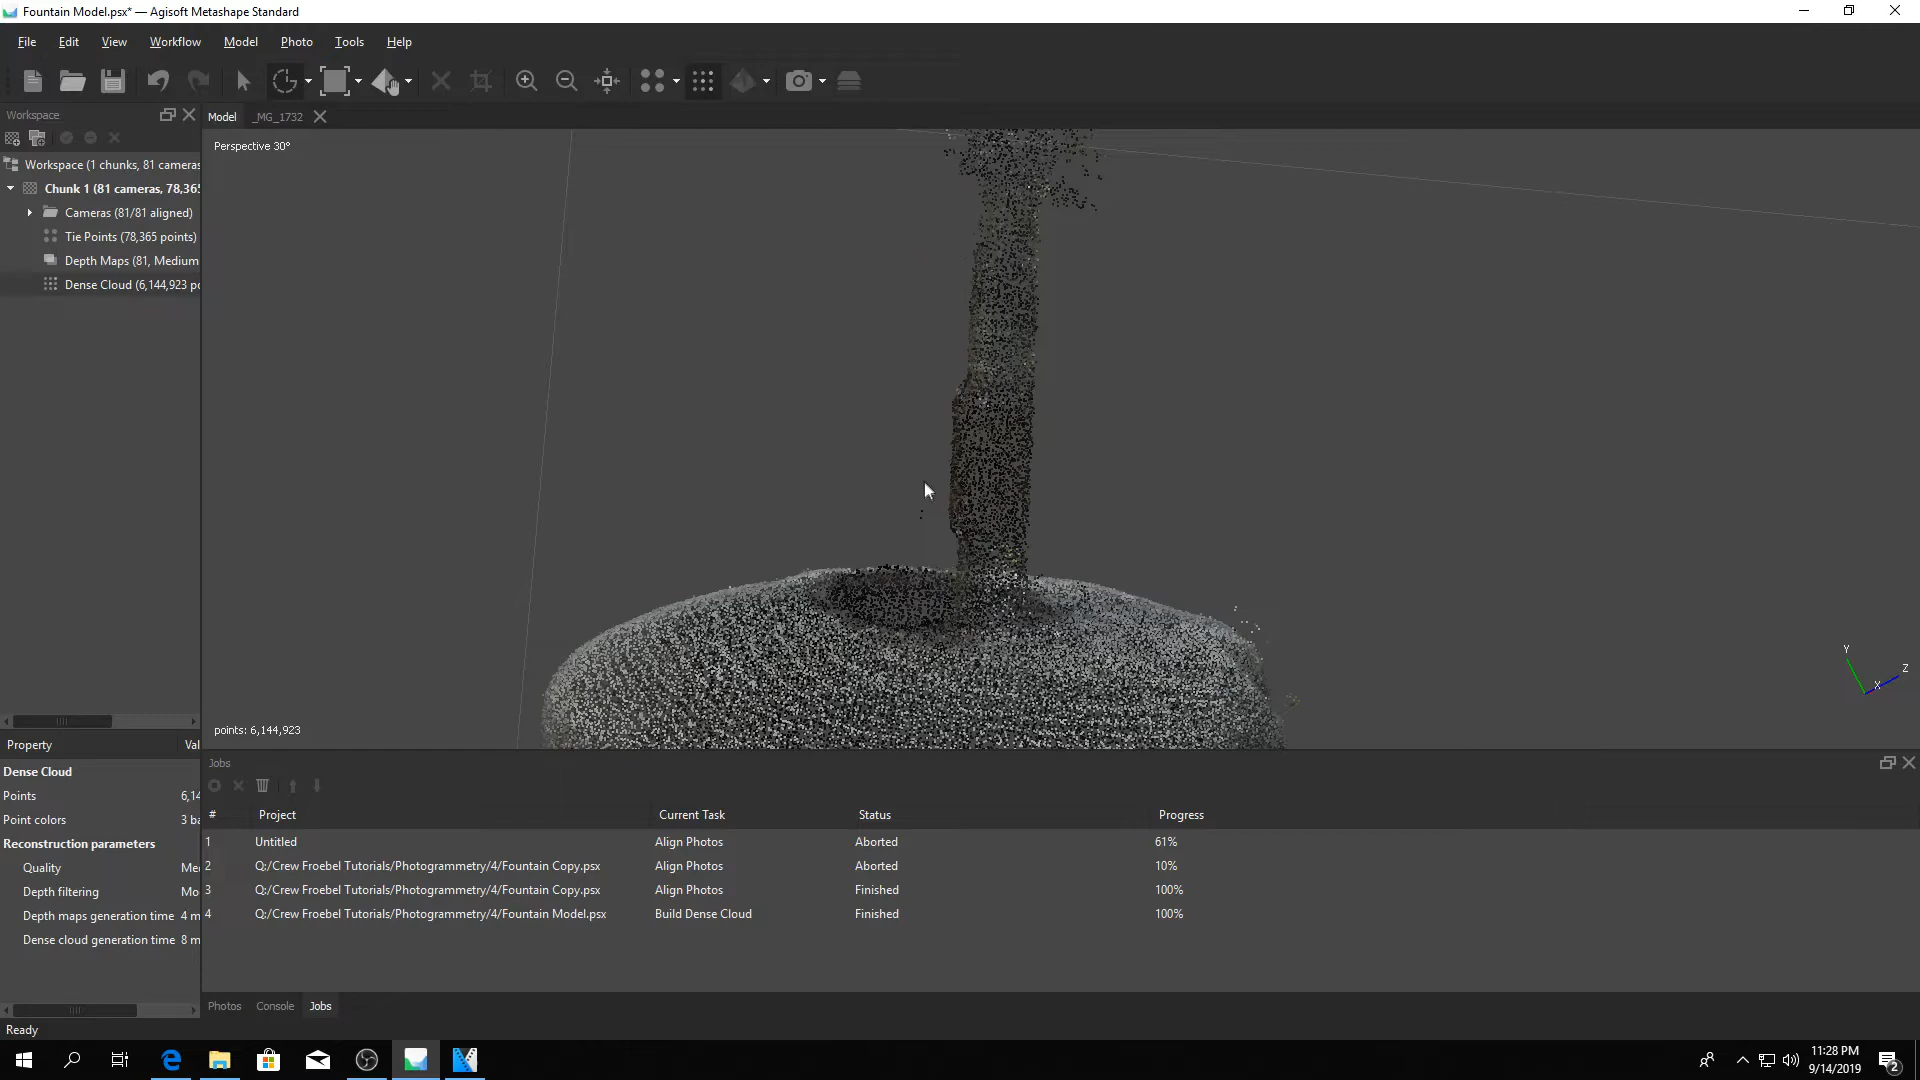 Fountain Model.psx* — Agisoft Metashape Standard
File Edit View Workflow Model Photo Tools Help
Workspace
Model _MG_1732
Perspective 30°
Workspace (1 chunks, 81 cameras
Chunk 1 (81 cameras, 78,365
Cameras (81/81 aligned)
Tie Points (78,365 points)
Depth Maps (81, Medium
Dense Cloud (6,144,923 po
Y
Z
X
points: 6,144,923
Property Val
Dense Cloud
Points 6,14
Point colors 3 ba
Reconstruction parameters
Quality Me
Depth filtering Mo
Depth maps generation time 4 m
Dense cloud generation time 8 m
Jobs
# Project Current Task Status Progress
1 Untitled Align Photos Aborted 61%
2 Q:/Crew Froebel Tutorials/Photogrammetry/4/Fountain Copy.psx Align Photos Aborted 10%
3 Q:/Crew Froebel Tutorials/Photogrammetry/4/Fountain Copy.psx Align Photos Finished 100%
4 Q:/Crew Froebel Tutorials/Photogrammetry/4/Fountain Model.psx Build Dense Cloud Finished 100%
Photos Console Jobs
Ready
11:28 PM
9/14/2019
2